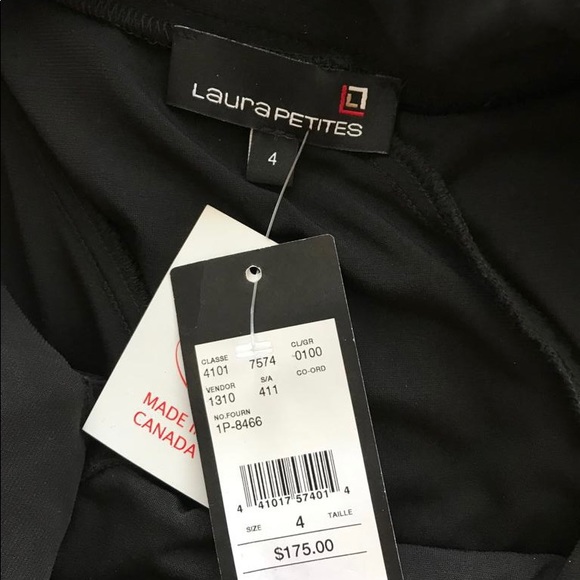 Laura PETITES
4
MADE IN
CANADA
CLASSE CL/GR
4101 7574 0100
VENDOR S/A CO-ORD
1310 411
NO.FOURN
1P-8466
4 41017 57401 4
SIZE 4 TAILLE
$175.00